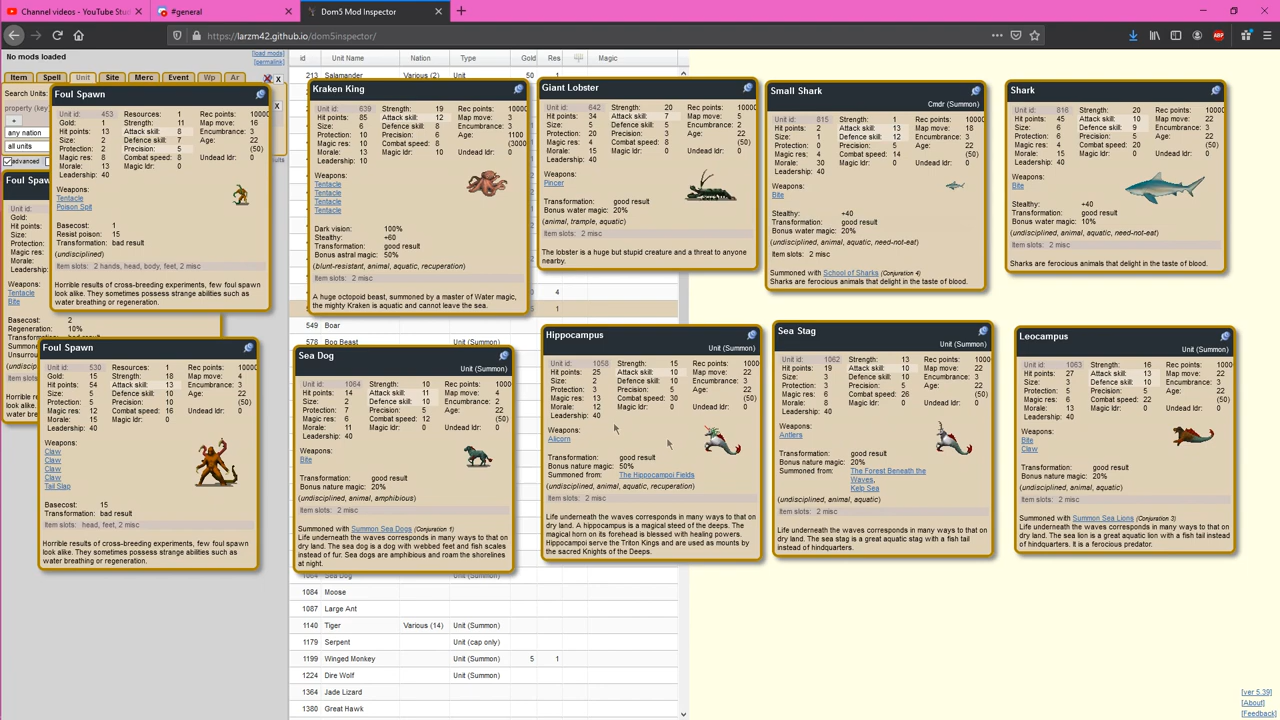 Channel videos - YouTube Stu
#general
Dom5 Mod Inspector
https://larzm42.github.io/dom5inspector/
No mods loaded
[load mods]
[permalink]
Item Spell Unit Site Merc Event Wp Ar
X
Search Units:
property (key
+
any nation
all units
advanced
id Unit Name Nation Type Gold Res Magic
213 Salamander Various (2) Unit 50 1
4
1
549 Boar
578 Bog Beast Unit (Summon)
1084 Moose
1087 Large Ant
1140 Tiger Various (14) Unit (Summon)
1179 Serpent Unit (cap only)
1199 Winged Monkey Unit (Summon) 5 1
1224 Dire Wolf Unit (Summon)
1364 Jade Lizard
1380 Great Hawk
Foul Spawn
Unit id: 453 Resources: 1 Rec points: 10000
Gold: 1 Strength: 11 Map move: 16
Hit points: 13 Attack skill: 8 Encumbrance: 3
Size: 2 Defence skill: 7 Age: 22
Protection: 2 Precision: 5 (50)
Magic res: 8 Combat speed: 8 Undead ldr: 0
Morale: 13 Magic ldr: 0
Leadership: 40
Weapons:
Tentacle
Poison Spit
Basecost: 1
Resist poison: 15
Transformation: bad result
(undisciplined)
Item slots: 2 hands, head, body, feet, 2 misc
Horrible results of cross-breeding experiments, few foul spawn
look alike. They sometimes possess strange abilities such as
water breathing or regeneration.
Foul Spaw
Gold:
Hit points:
Size:
Protection:
Magic res:
Morale:
Leadership:
Weapons:
Tentacle
Bite
Basecost: 2
Regeneration: 10%
Foul Spawn
Unit id: 530 Resources: 1 Rec points: 10000
Gold: 15 Strength: 18 Map move: 4
Hit points: 54 Attack skill: 13 Encumbrance: 3
Size: 5 Defence skill: 10 Age: 22
Protection: 5 Precision: 10 (50)
Magic res: 12 Combat speed: 16 Undead ldr: 0
Morale: 15 Magic ldr: 0
Leadership: 40
Weapons:
Claw
Claw
Claw
Claw
Tail Slap
Basecost: 15
Transformation: bad result
Item slots: head, feet, 2 misc
Horrible results of cross-breeding experiments, few foul spawn
look alike. They sometimes possess strange abilities such as
water breathing or regeneration.
Kraken King
Unit id: 639 Strength: 19 Rec points: 10000
Hit points: 85 Attack skill: 12 Map move: 2
Size: 6 Defence skill: 8 Encumbrance: 3
Protection: 10 Precision: 6 Age: 1100
Magic res: 10 Combat speed: 8 (3000
Morale: 13 Magic ldr: 10 Undead ldr: 0
Leadership: 10
Weapons:
Tentacle
Tentacle
Tentacle
Tentacle
Dark vision: 100%
Stealthy: +60
Transformation: good result
Bonus astral magic: 50%
(blunt-resistant, animal, aquatic, recuperation)
Item slots: 2 misc
A huge octopoid beast, summoned by a master of Water magic,
the mighty Kraken is aquatic and cannot leave the sea.
Giant Lobster
Unit id: 642 Strength: 20 Rec points: 10000
Hit points: 34 Attack skill: 7 Map move: 2
Size: 6 Defence skill: 5 Encumbrance: 2
Protection: 20 Precision: 3 Age: 22
Magic res: 4 Combat speed: 8 (50)
Morale: 15 Magic ldr: 0 Undead ldr: 0
Leadership: 40
Weapons:
Pincer
Transformation: good result
Bonus water magic: 20%
(animal, trample, aquatic)
Item slots: 2 misc
The lobster is a huge but stupid creature and a threat to anyone
nearby.
Small Shark
Cmdr (Summon)
Unit id: 815 Strength: 1 Rec points: 10000
Hit points: 2 Attack skill: 13 Map move: 18
Size: 1 Defence skill: 12 Encumbrance: 3
Protection: 0 Precision: 5 Age: 22
Magic res: 4 Combat speed: 14 (50)
Morale: 30 Magic ldr: 0 Undead ldr: 0
Leadership: 40
Weapons:
Bite
Stealthy: +40
Transformation: good result
Bonus water magic: 20%
(undisciplined, animal, aquatic, need-not-eat)
Item slots: 2 misc
Summoned with School of Sharks (Conjuration 4)
Sharks are ferocious animals that delight in the taste of blood.
Shark
Unit id: 816 Strength: 20 Rec points: 10000
Hit points: 45 Attack skill: 10 Map move: 22
Size: 6 Defence skill: 9 Encumbrance: 3
Protection: 6 Precision: 5 Age: 22
Magic res: 4 Combat speed: 30 (50)
Morale: 15 Magic ldr: 0 Undead ldr: 0
Leadership: 40
Weapons:
Bite
Stealthy: +40
Transformation: good result
Bonus water magic: 10%
(undisciplined, animal, aquatic, need-not-eat)
Item slots: 2 misc
Sharks are ferocious animals that delight in the taste of blood.
Sea Dog
Unit (Summon)
Unit id: 1064 Strength: 10 Rec points: 1000
Hit points: 14 Attack skill: 11 Map move: 4
Size: 2 Defence skill: 10 Encumbrance: 2
Protection: 7 Precision: 5 Age: 22
Magic res: 6 Combat speed: 12 (50)
Morale: 11 Magic ldr: 0 Undead ldr: 0
Leadership: 40
Weapons:
Bite
Transformation: good result
Bonus nature magic: 20%
(undisciplined, animal, amphibious)
Item slots: 2 misc
Summoned with Summon Sea Dogs (Conjuration 1)
Life underneath the waves corresponds in many ways to that on
dry land. The sea dog is a dog with webbed feet and fish scales
instead of fur. Sea dogs are amphibious and roam the shorelines
at night.
Hippocampus
Unit (Summon)
Unit id: 1058 Strength: 15 Rec points: 1000
Hit points: 25 Attack skill: 10 Map move: 22
Size: 2 Defence skill: 10 Encumbrance: 3
Protection: 3 Precision: 5 Age: 22
Magic res: 13 Combat speed: 30 (50)
Morale: 12 Magic ldr: 0 Undead ldr: 0
Leadership: 40
Weapons:
Alicorn
Transformation: good result
Bonus nature magic: 50%
Summoned from: The Hippocampoi Fields
(undisciplined, animal, aquatic, recuperation)
Item slots: 2 misc
Life underneath the waves corresponds in many ways to that on
dry land. A hippocampus is a magical steed of the deeps. The
magical horn on its forehead is blessed with healing powers.
Hippocampi serve the Triton Kings and are used as mounts by
the sacred Knights of the Deeps.
Sea Stag
Unit (Summon)
Unit id: 1062 Strength: 13 Rec points: 1000
Hit points: 19 Attack skill: 10 Map move: 22
Size: 3 Defence skill: 10 Encumbrance: 3
Protection: 3 Precision: 5 Age: 22
Magic res: 6 Combat speed: 26 (50)
Morale: 8 Magic ldr: 0 Undead ldr: 0
Leadership: 40
Weapons:
Antlers
Transformation: good result
Bonus nature magic: 20%
Summoned from: The Forest Beneath the
Waves,
Kelp Sea
(undisciplined, animal, aquatic)
Item slots: 2 misc
Life underneath the waves corresponds in many ways to that on
dry land. The sea stag is a great aquatic stag with a fish tail
instead of hindquarters.
Leocampus
Unit (Summon)
Unit id: 1063 Strength: 16 Rec points: 1000
Hit points: 27 Attack skill: 13 Map move: 22
Size: 3 Defence skill: 10 Encumbrance: 3
Protection: 5 Precision: 5 Age: 22
Magic res: 6 Combat speed: 22 (50)
Morale: 13 Magic ldr: 0 Undead ldr: 0
Leadership: 40
Weapons:
Bite
Claw
Transformation: good result
Bonus nature magic: 20%
(undisciplined, animal, aquatic)
Item slots: 2 misc
Summoned with Summon Sea Lions (Conjuration 3)
Life underneath the waves corresponds in many ways to that on
dry land. The sea lion is a great aquatic lion with a fish tail
instead of hindquarters. It is a ferocious predator.
[ver 5.39]
[About]
[Feedback]